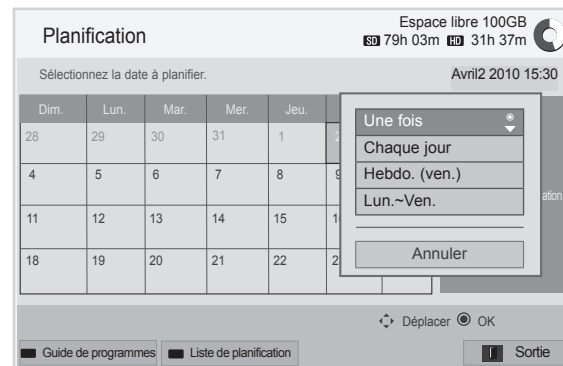 Planification
Espace libre 100GB
SD 79h 03m HD 31h 37m
Sélectionnez la date à planifier.
Avril2 2010 15:30
Dim. Lun. Mar. Mer. Jeu.
28 29 30 31 1 2
4 5 6 7 8 9
11 12 13 14 15
18 19 20 21 22
Une fois
Chaque jour
Hebdo. (ven.)
Lun.~Ven.
Annuler
Déplacer OK
Guide de programmes Liste de planification Sortie